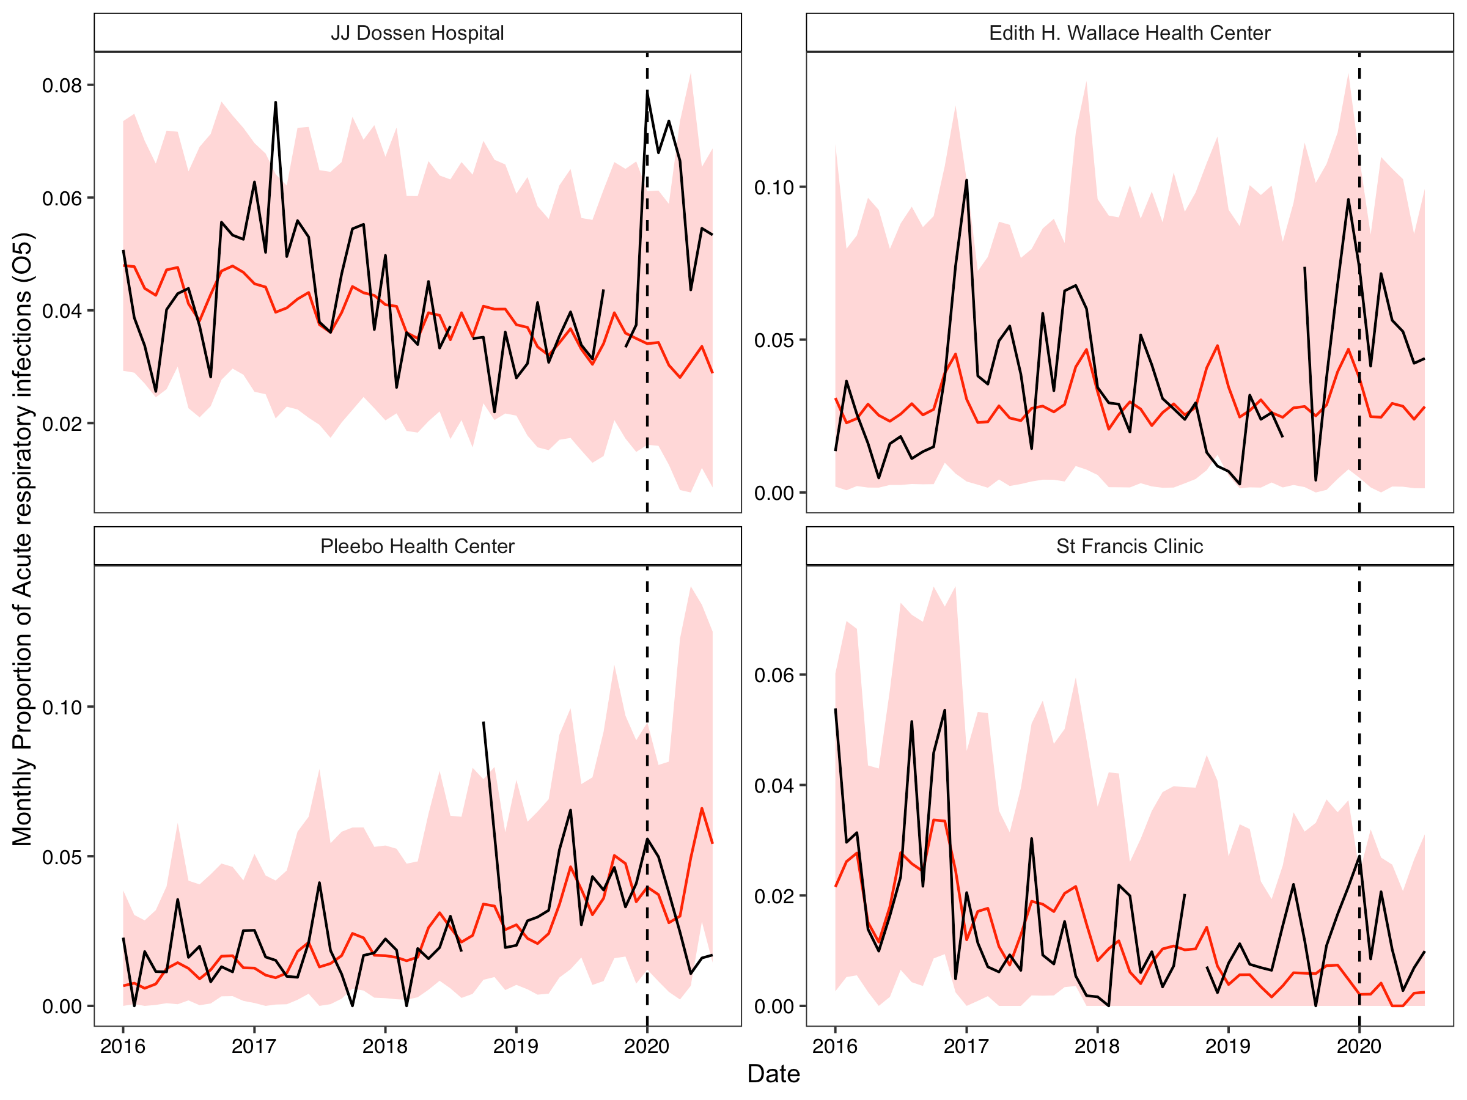 JJ Dossen Hospital
Edith H. Wallace Health Center
0.08
0.06
0.04
0.02
0.10
0.05
0.00
Monthly Proportion of Acute respiratory infections (O5)
Pleebo Health Center
St Francis Clinic
0.10
0.05
0.00
0.06
0.04
0.02
0.00
2016 2017 2018 2019 2020
2016 2017 2018 2019 2020
Date